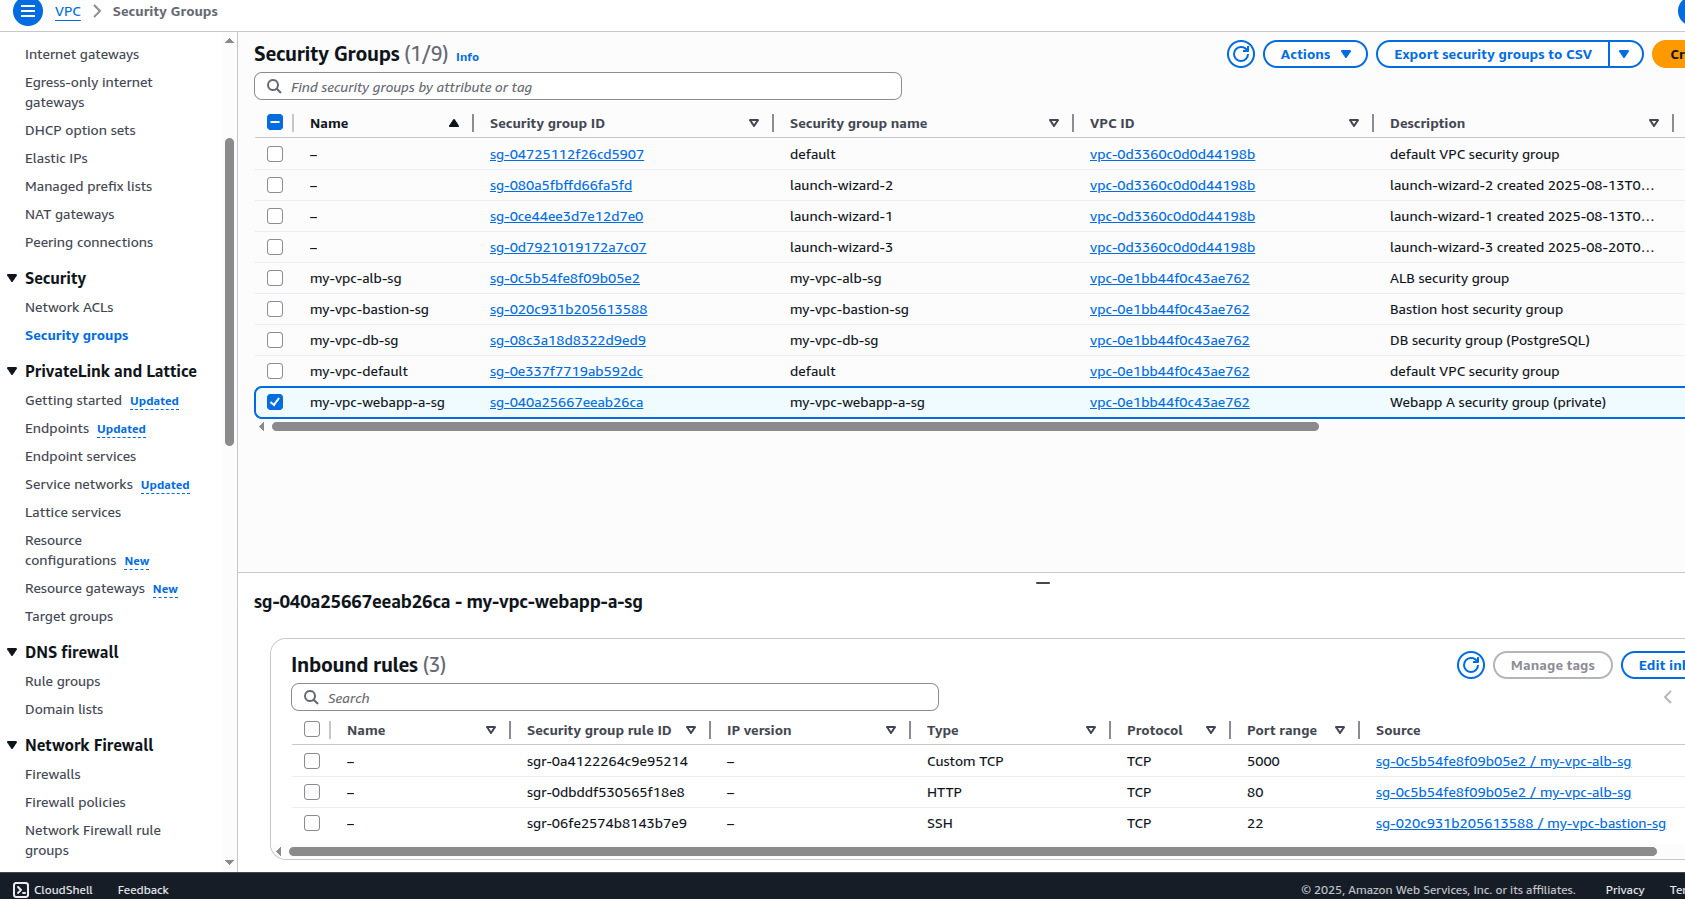 VPC > Security Groups
Internet gateways
Egress-only internet
gateways
DHCP option sets
Elastic IPs
Managed prefix lists
NAT gateways
Peering connections
Security
Network ACLs
Security groups
PrivateLink and Lattice
Getting started Updated
Endpoints Updated
Endpoint services
Service networks Updated
Lattice services
Resource
configurations New
Resource gateways New
Target groups
DNS firewall
Rule groups
Domain lists
Network Firewall
Firewalls
Firewall policies
Network Firewall rule
groups
Security Groups (1/9) Info
Actions
Export security groups to CSV
Cr
Find security groups by attribute or tag
Name Security group ID Security group name VPC ID Description
– sg-04725112f26cd5907 default vpc-0d3360c0d0d44198b default VPC security group
– sg-080a5fbffd66fa5fd launch-wizard-2 vpc-0d3360c0d0d44198b launch-wizard-2 created 2025-08-13T0...
– sg-0ce44ee3d7e12d7e0 launch-wizard-1 vpc-0d3360c0d0d44198b launch-wizard-1 created 2025-08-13T0...
– sg-0d7921019172a7c07 launch-wizard-3 vpc-0d3360c0d0d44198b launch-wizard-3 created 2025-08-20T0...
my-vpc-alb-sg sg-0c5b54fe8f09b05e2 my-vpc-alb-sg vpc-0e1bb44f0c43ae762 ALB security group
my-vpc-bastion-sg sg-020c931b205613588 my-vpc-bastion-sg vpc-0e1bb44f0c43ae762 Bastion host security group
my-vpc-db-sg sg-08c3a18d8322d9ed9 my-vpc-db-sg vpc-0e1bb44f0c43ae762 DB security group (PostgreSQL)
my-vpc-default sg-0e337f7719ab592dc default vpc-0e1bb44f0c43ae762 default VPC security group
my-vpc-webapp-a-sg sg-040a25667eeab26ca my-vpc-webapp-a-sg vpc-0e1bb44f0c43ae762 Webapp A security group (private)
sg-040a25667eeab26ca - my-vpc-webapp-a-sg
Inbound rules (3)
Manage tags
Edit inl
Search
Name Security group rule ID IP version Type Protocol Port range Source
– sgr-0a4122264c9e95214 – Custom TCP TCP 5000 sg-0c5b54fe8f09b05e2 / my-vpc-alb-sg
– sgr-0dbddf530565f18e8 – HTTP TCP 80 sg-0c5b54fe8f09b05e2 / my-vpc-alb-sg
– sgr-06fe2574b8143b7e9 – SSH TCP 22 sg-020c931b205613588 / my-vpc-bastion-sg
CloudShell Feedback © 2025, Amazon Web Services, Inc. or its affiliates. Privacy Ter